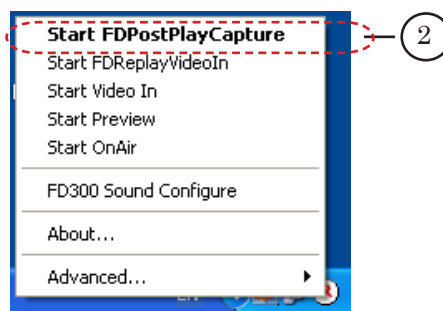 Start FDPostPlayCapture
2
Start FDReplayVideoIn
Start Video In
Start Preview
Start OnAir
FD300 Sound Configure
About...
Advanced...